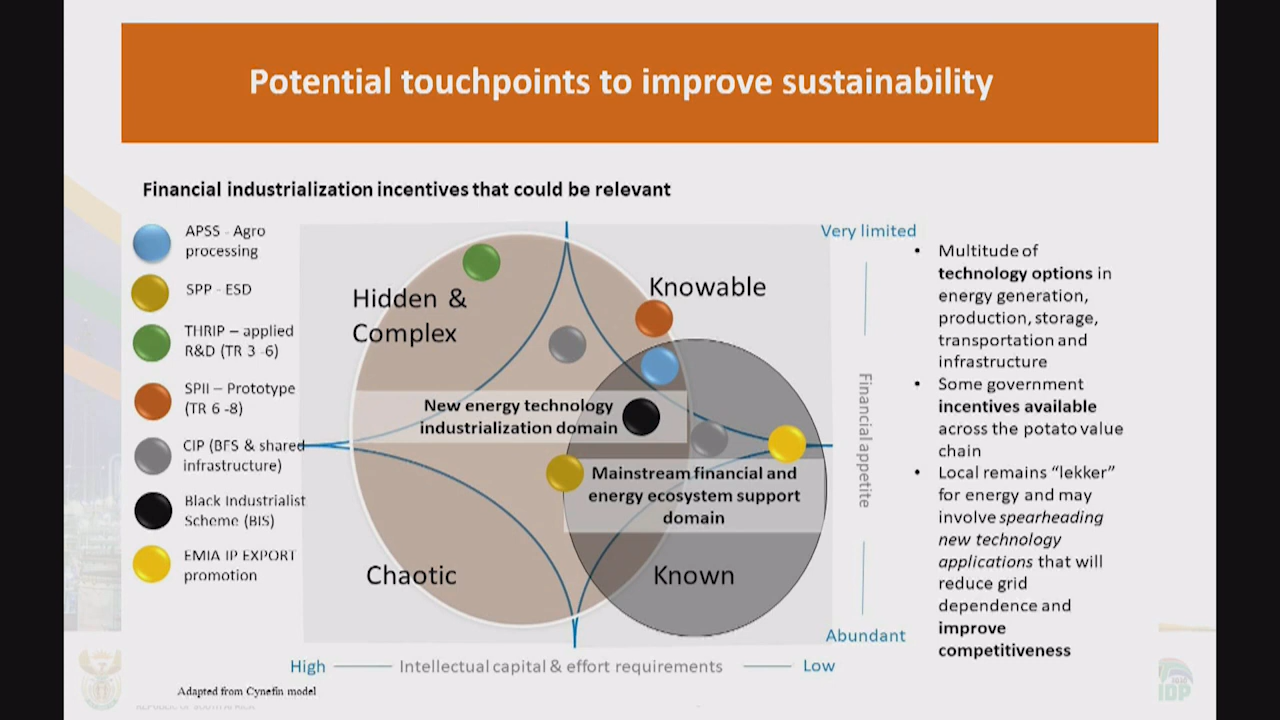 Potential touchpoints to improve sustainability
Financial industrialization incentives that could be relevant
APSS - Agro
processing
SPP - ESD
THRIP – applied
R&D (TR 3 -6)
SPII – Prototype
(TR 6 -8)
CIP (BFS & shared
infrastructure)
Black Industrialist
Scheme (BIS)
EMIA IP EXPORT
promotion
Hidden &
Complex
Knowable
New energy technology
industrialization domain
Mainstream financial and
energy ecosystem support
domain
Chaotic
Known
Very limited
Financial appetite
Abundant
High
Intellectual capital & effort requirements
Low
Adapted from Cynefin model
• Multitude of
technology options in
energy generation,
production, storage,
transportation and
infrastructure
• Some government
incentives available
across the potato value
chain
• Local remains “lekker”
for energy and may
involve spearheading
new technology
applications that will
reduce grid
dependence and
improve
competitiveness
REPUBLIC OF SOUTH AFRICA
IDP